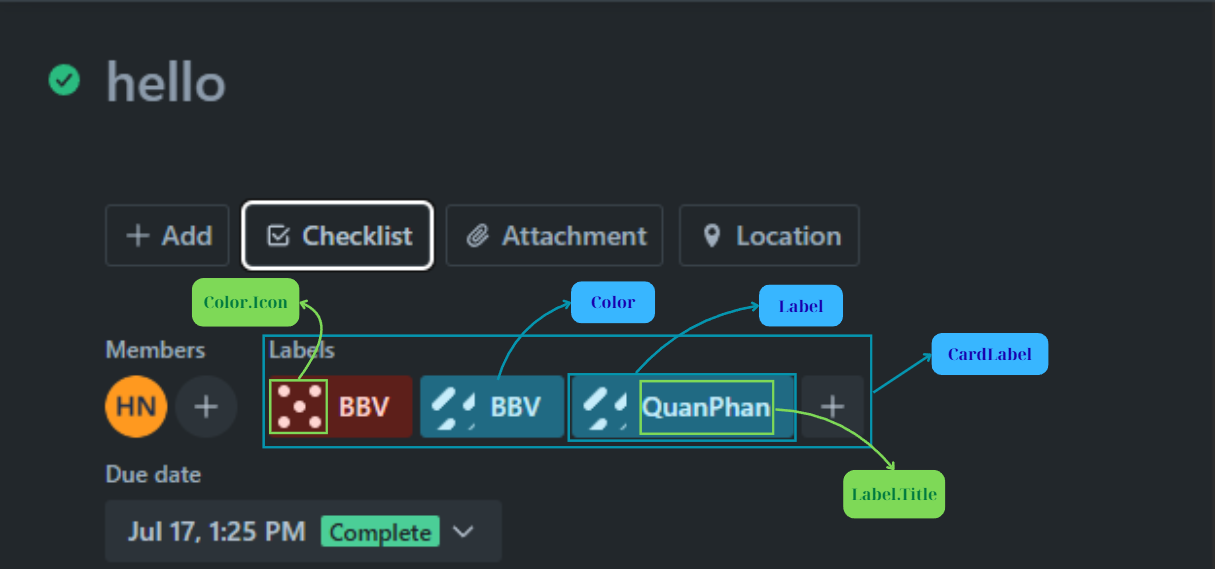 hello
Add
Checklist
Attachment
Location
Color.Icon
Color
Label
CardLabel
Members
Labels
HN
BBV
BBV
QuanPhan
Label.Title
Due date
Jul 17, 1:25 PM Complete